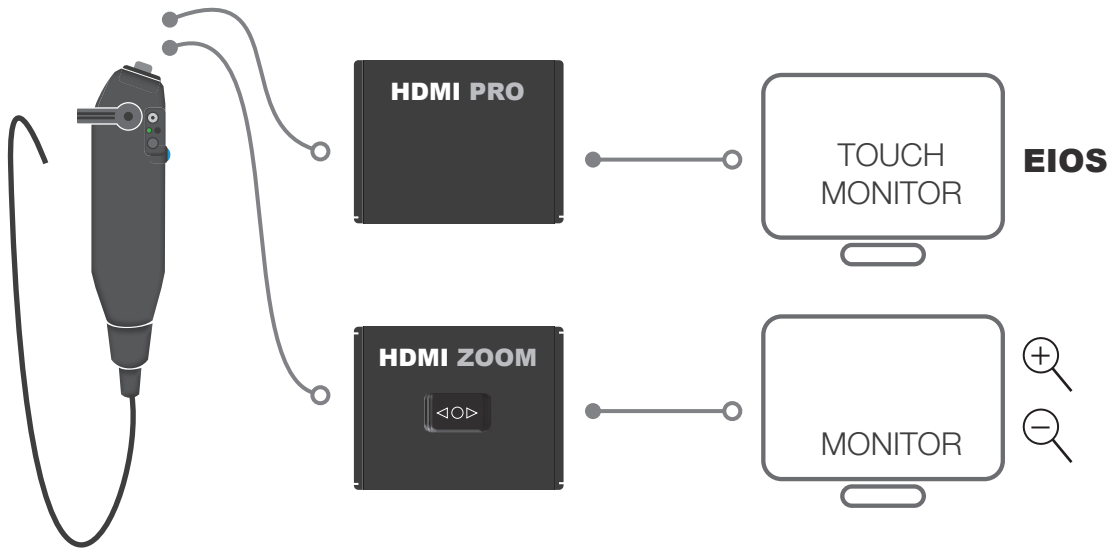 HDMI PRO
TOUCH
MONITOR
EIOS
HDMI ZOOM
MONITOR